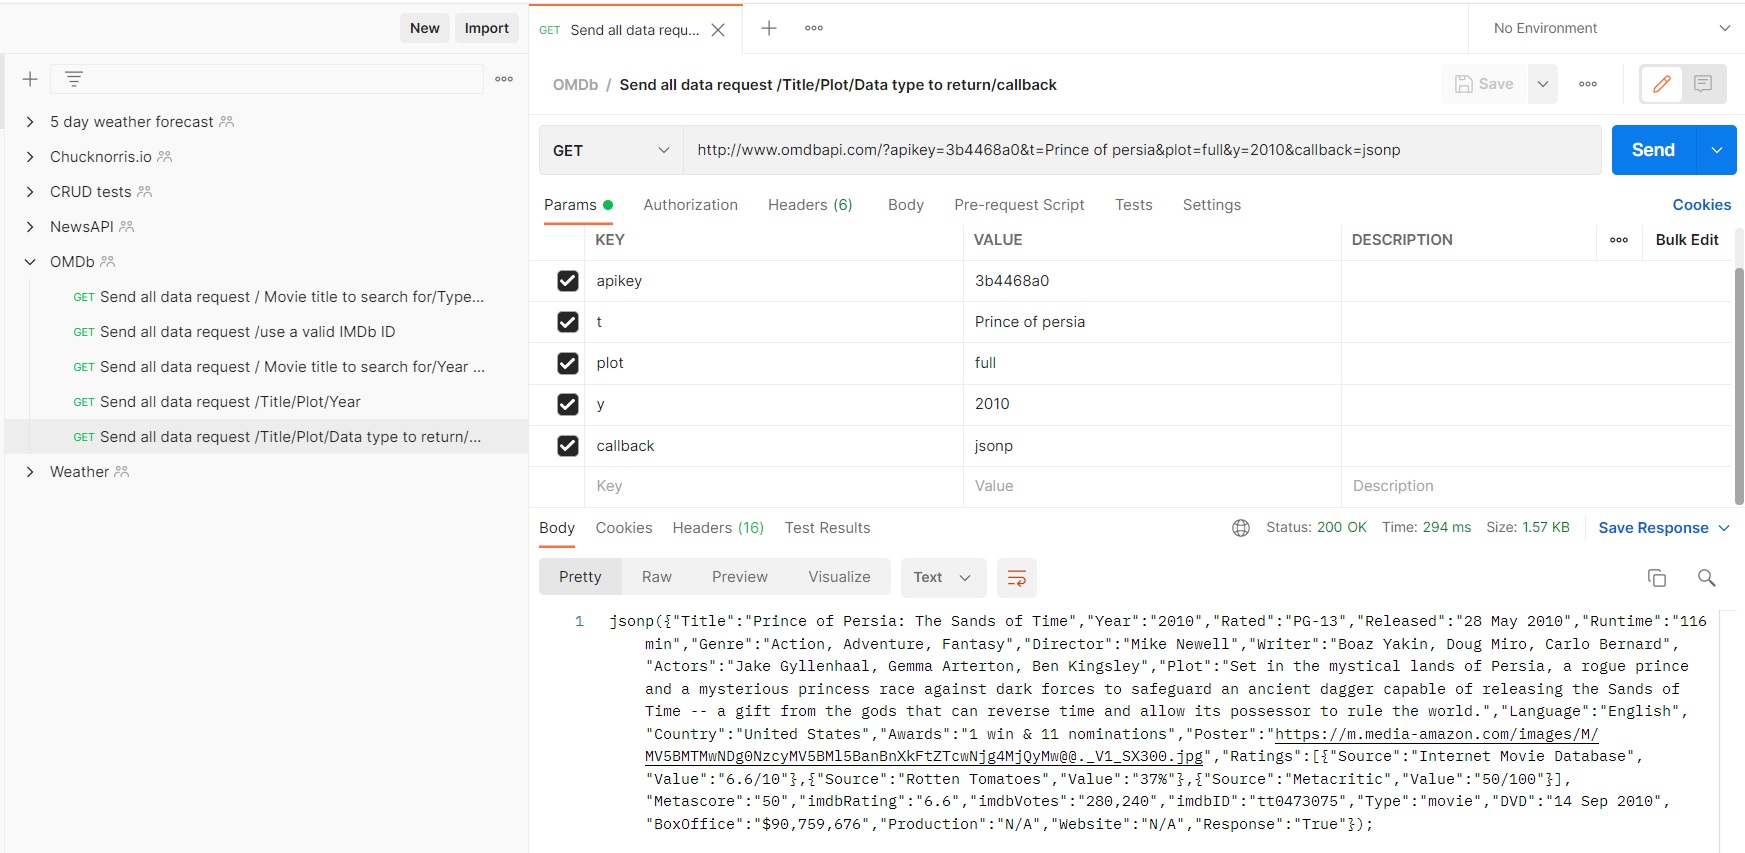 New Import
GET Send all data requ...
No Environment
OMDb / Send all data request /Title/Plot/Data type to return/callback
Save
5 day weather forecast
Chucknorris.io
CRUD tests
NewsAPI
OMDb
GET Send all data request / Movie title to search for/Type...
GET Send all data request /use a valid IMDb ID
GET Send all data request / Movie title to search for/Year ...
GET Send all data request /Title/Plot/Year
GET Send all data request /Title/Plot/Data type to return/...
Weather
GET http://www.omdbapi.com/?apikey=3b4468a0&t=Prince of persia&plot=full&y=2010&callback=jsonp Send
Params Authorization Headers (6) Body Pre-request Script Tests Settings Cookies
KEY VALUE DESCRIPTION Bulk Edit
apikey 3b4468a0
t Prince of persia
plot full
y 2010
callback jsonp
Key Value Description
Body Cookies Headers (16) Test Results Status: 200 OK Time: 294 ms Size: 1.57 KB Save Response
Pretty Raw Preview Visualize Text
1 jsonp({"Title":"Prince of Persia: The Sands of Time","Year":"2010","Rated":"PG-13","Released":"28 May 2010","Runtime":"116
min","Genre":"Action, Adventure, Fantasy","Director":"Mike Newell","Writer":"Boaz Yakin, Doug Miro, Carlo Bernard",
"Actors":"Jake Gyllenhaal, Gemma Arterton, Ben Kingsley","Plot":"Set in the mystical lands of Persia, a rogue prince
and a mysterious princess race against dark forces to safeguard an ancient dagger capable of releasing the Sands of
Time -- a gift from the gods that can reverse time and allow its possessor to rule the world.","Language":"English",
"Country":"United States","Awards":"1 win & 11 nominations","Poster":"https://m.media-amazon.com/images/M/
MV5BMTMwNDg0NzcyMV5BMl5BanBnXkFtZTcwNjg4MjQyMw@@._V1_SX300.jpg","Ratings":[{"Source":"Internet Movie Database",
"Value":"6.6/10"},{"Source":"Rotten Tomatoes","Value":"37%"},{"Source":"Metacritic","Value":"50/100"}],
"Metascore":"50","imdbRating":"6.6","imdbVotes":"280,240","imdbID":"tt0473075","Type":"movie","DVD":"14 Sep 2010",
"BoxOffice":"$90,759,676","Production":"N/A","Website":"N/A","Response":"True"});